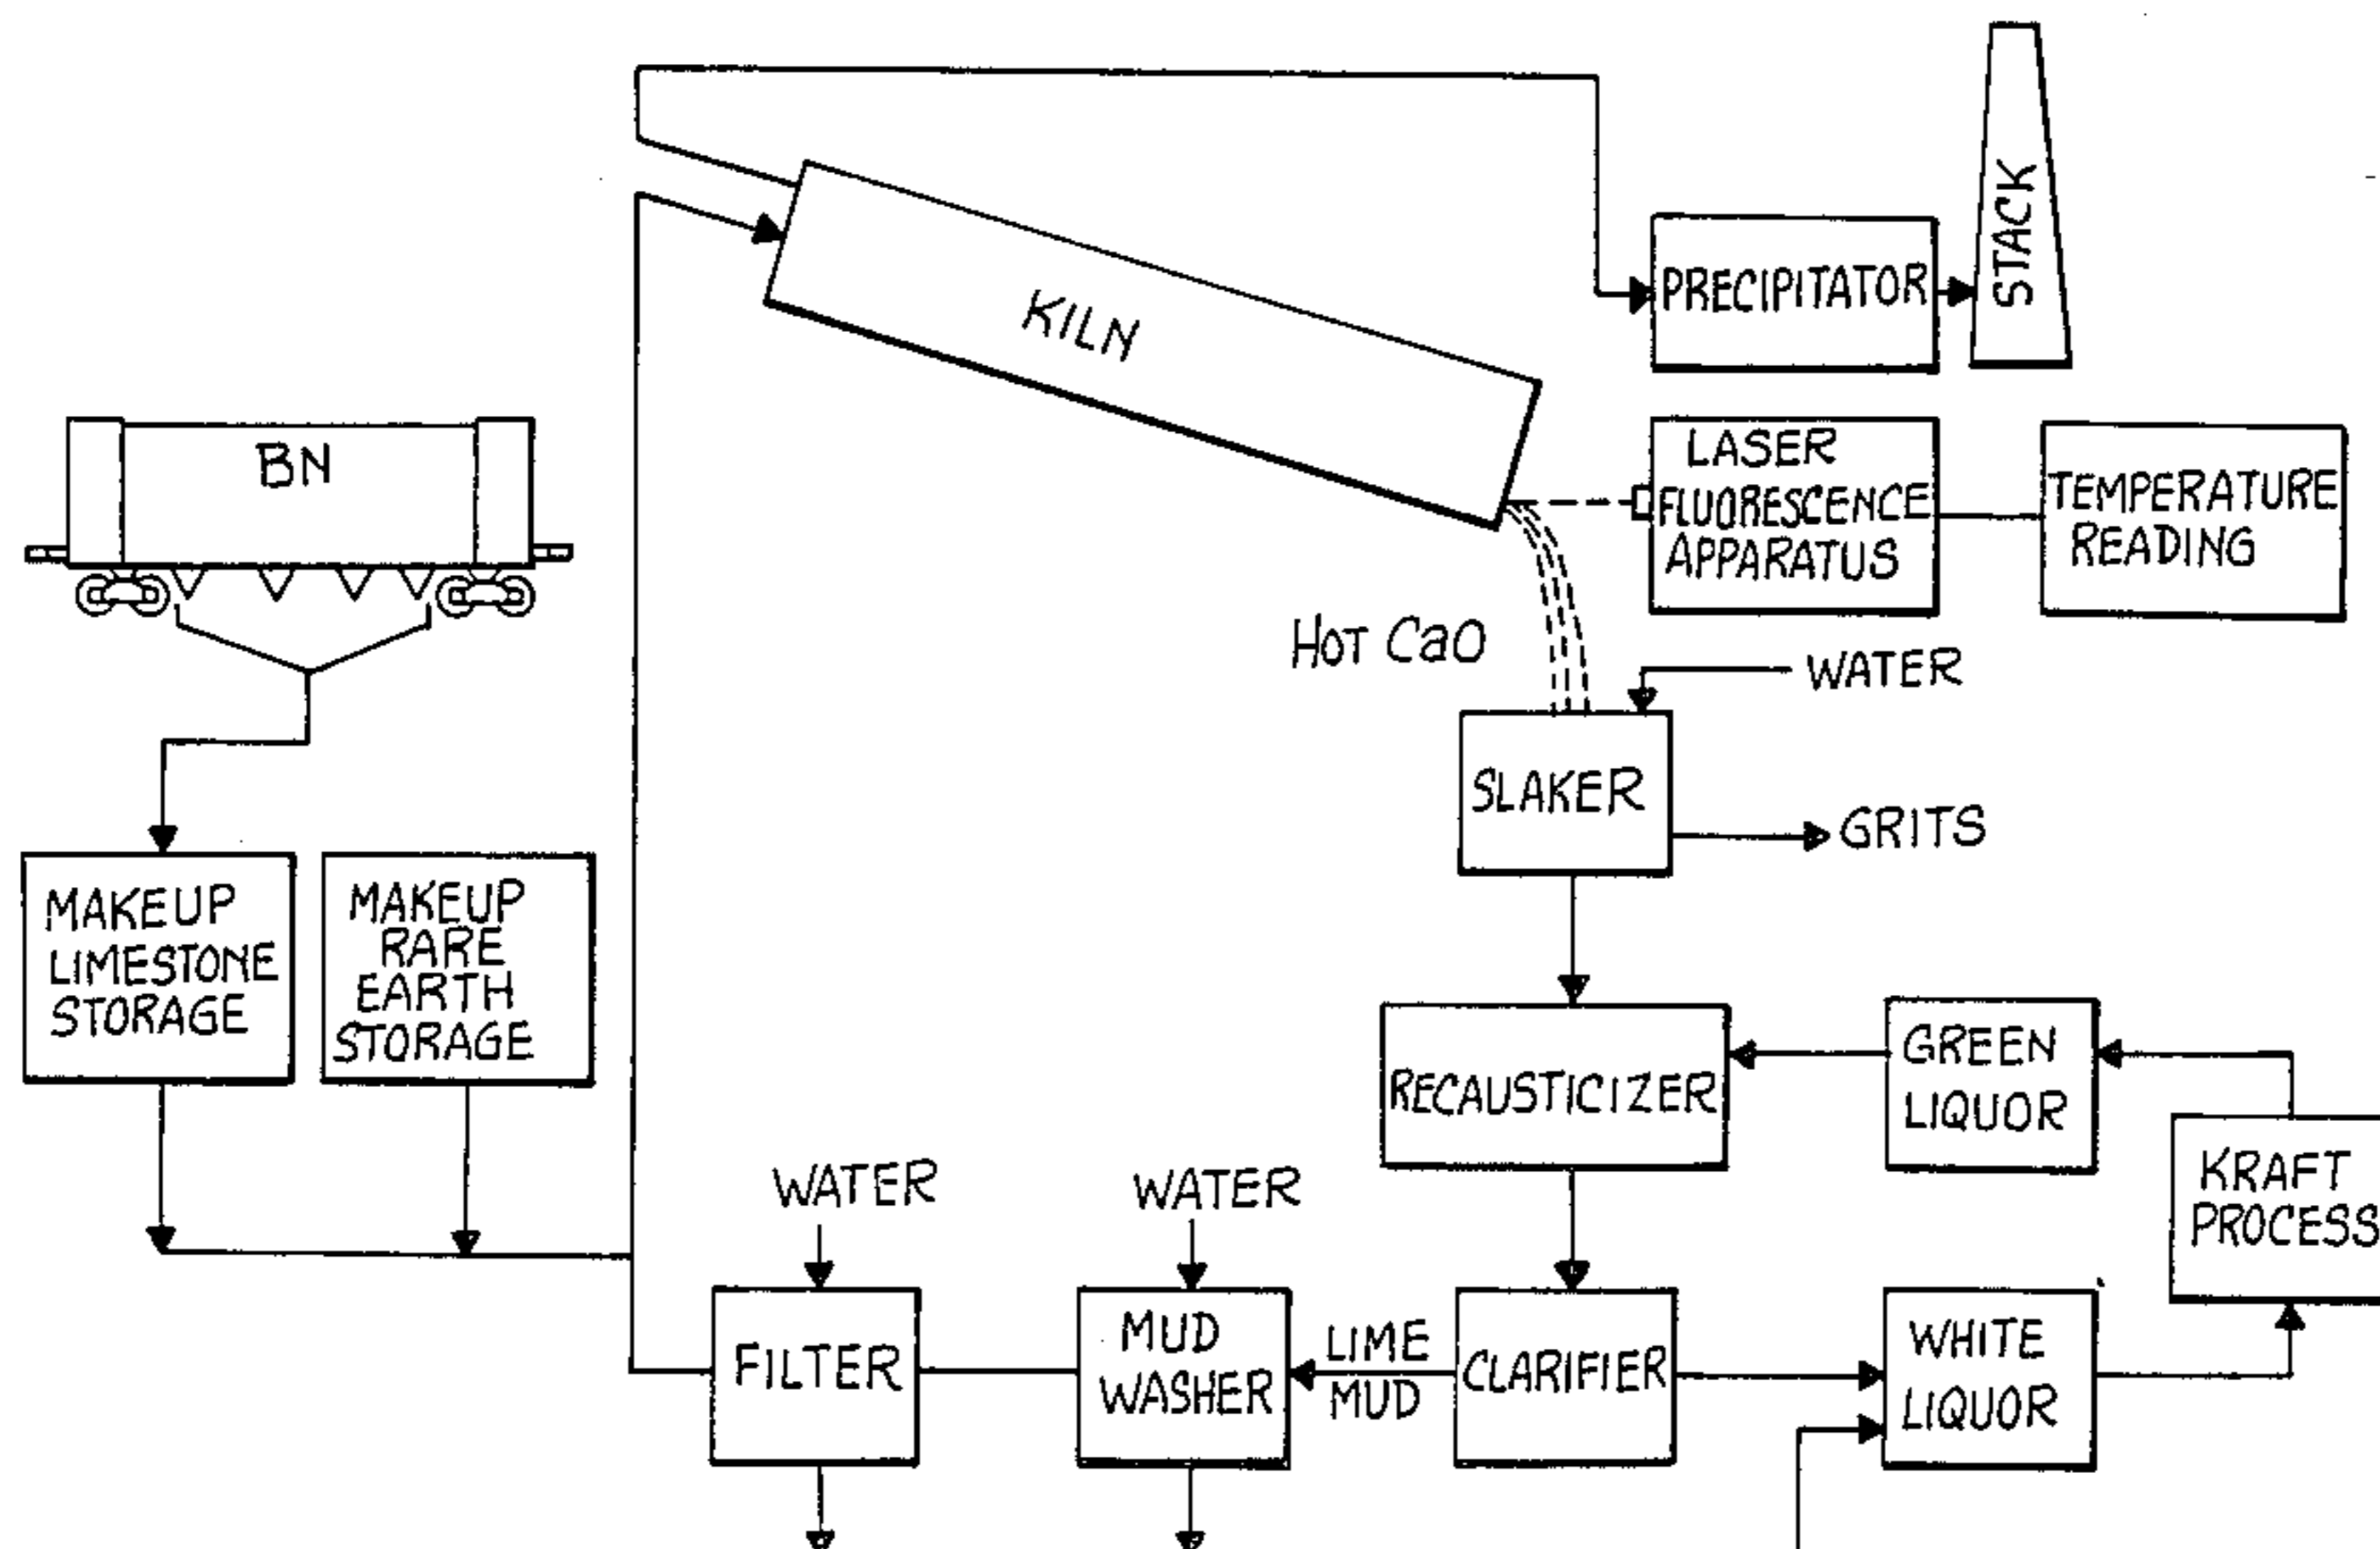 STACK
KILN
PRECIPITATOR
BN
LASER
FLUORESCENCE
APPARATUS
TEMPERATURE
READING
HOT CaO
WATER
SLAKER
GRITS
MAKEUP
LIMESTONE
STORAGE
MAKEUP
RARE
EARTH
STORAGE
RECAUSTICIZER
GREEN
LIQUOR
KRAFT
PROCESS
WATER
WATER
FILTER
MUD
WASHER
LIME
MUD
CLARIFIER
WHITE
LIQUOR